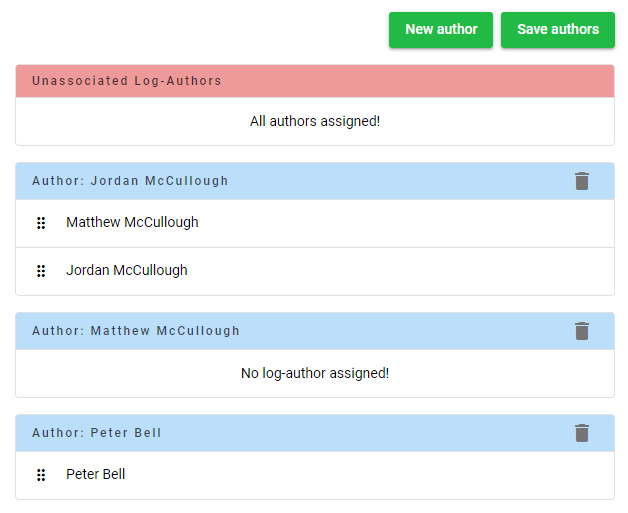 New author Save authors
Unassociated Log-Authors
All authors assigned!
Author: Jordan McCullough
Matthew McCullough
Jordan McCullough
Author: Matthew McCullough
No log-author assigned!
Author: Peter Bell
Peter Bell